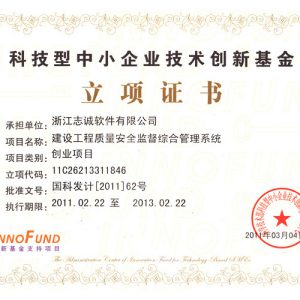 科技型中小企业技术创新基金
立项证书
承担单位: 浙江志诚软件有限公司
项目名称: 建设工程质量安全监督综合管理系统
项目类别: 创业项目
立项代码: 11C26213311846
批准文号: 国科发计[2011]62号
执行期限: 2011.02.22 至 2013.02.22
NNOFUND
新基金支持项目
2011年03月04
The Administration Center of Innovation Fund for Technology Based SMEs